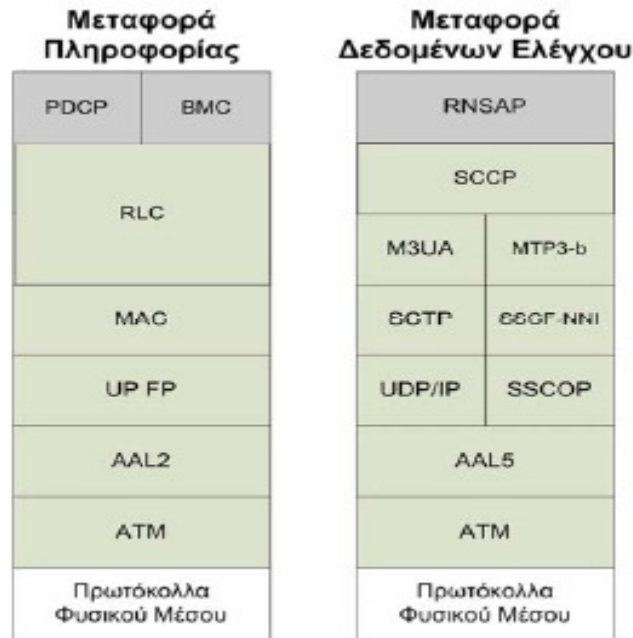 Μεταφορά
Πληροφορίας
PDCP BMC
RLC
MAC
UP FP
AAL2
ATM
Πρωτόκολλα
Φυσικού Μέσου
Μεταφορά
Δεδομένων Ελέγχου
RNSAP
SCCP
M3UA MTP3-b
SCTP SSCF-NNI
UDP/IP SSCOP
AAL5
ATM
Πρωτόκολλα
Φυσικού Μέσου